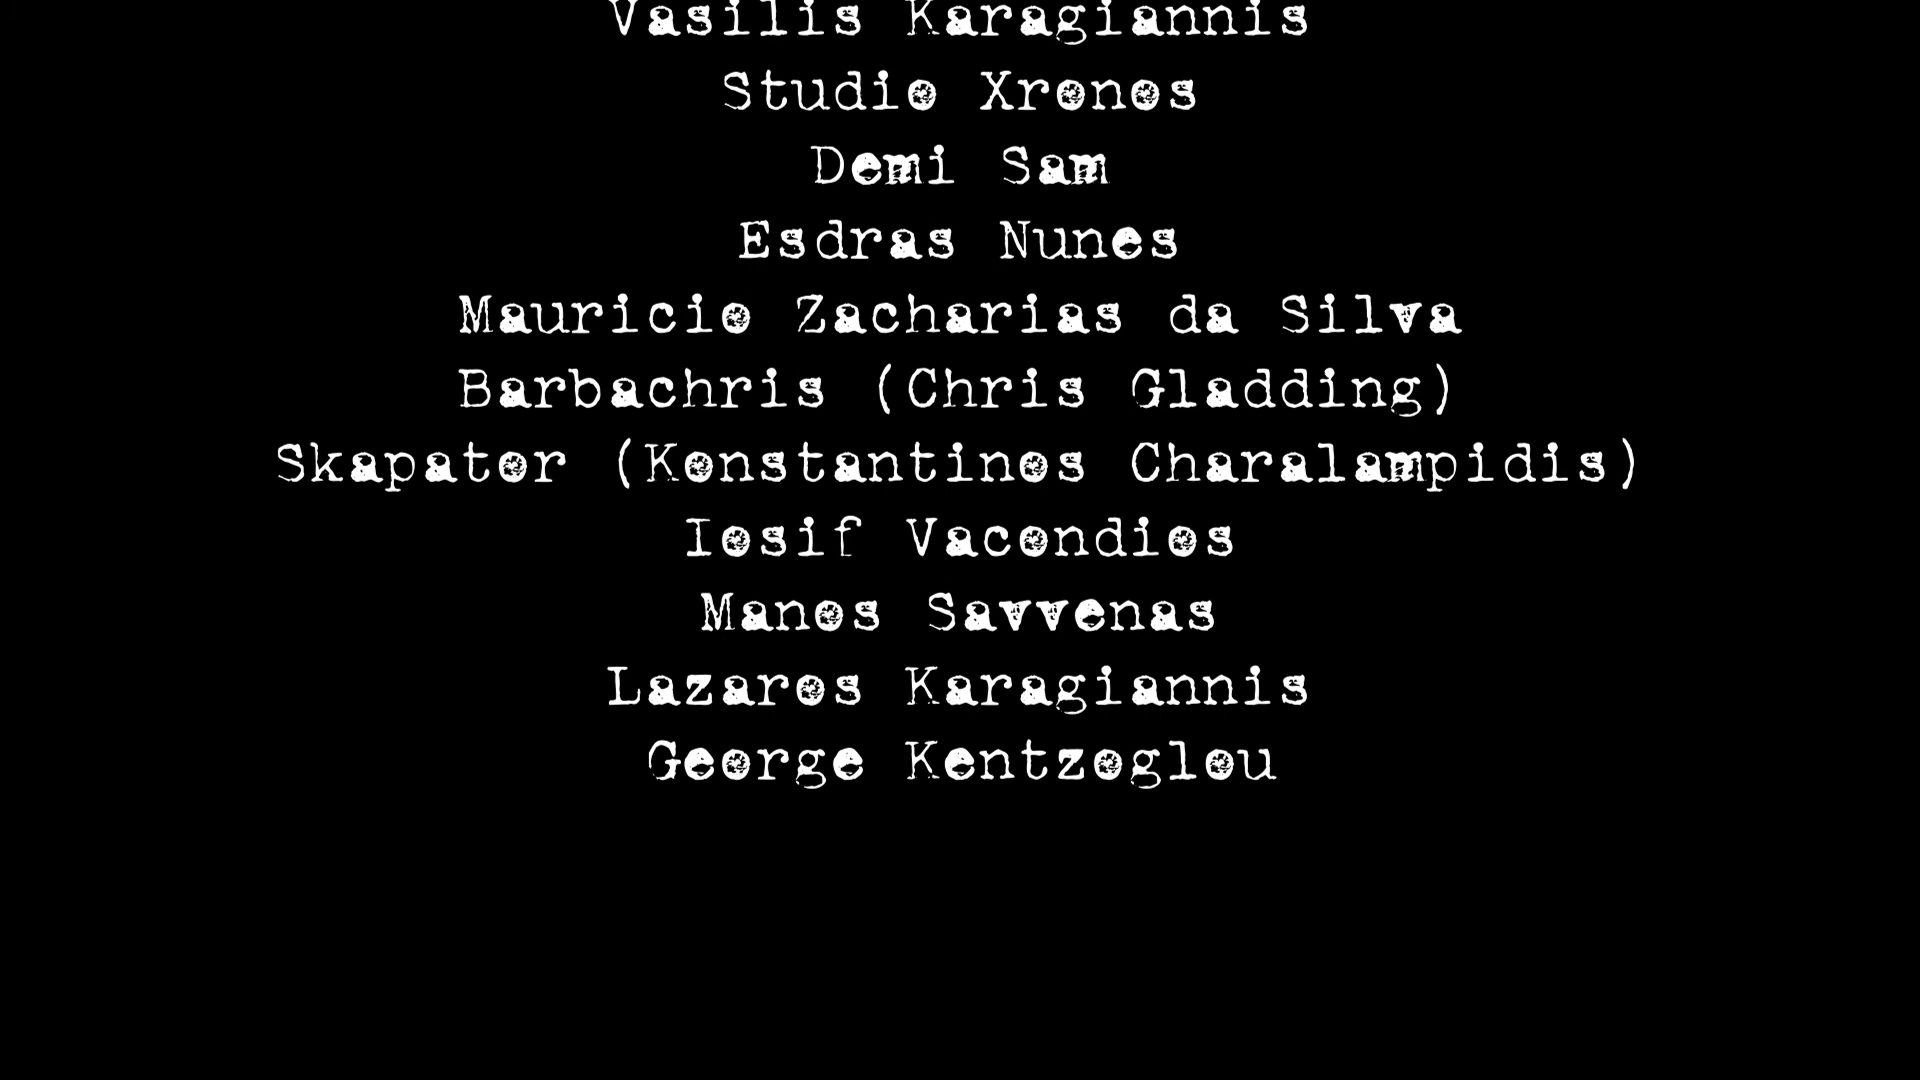 Vasilis Karagiannis
Studio Xronos
Demi Sam
Esdras Nunes
Mauricio Zacharias da Silva
Barbachris (Chris Gladding)
Skapator (Konstantinos Charalampidis)
Iosif Vacondios
Manos Savvenas
Lazaros Karagiannis
George Kentzoglou